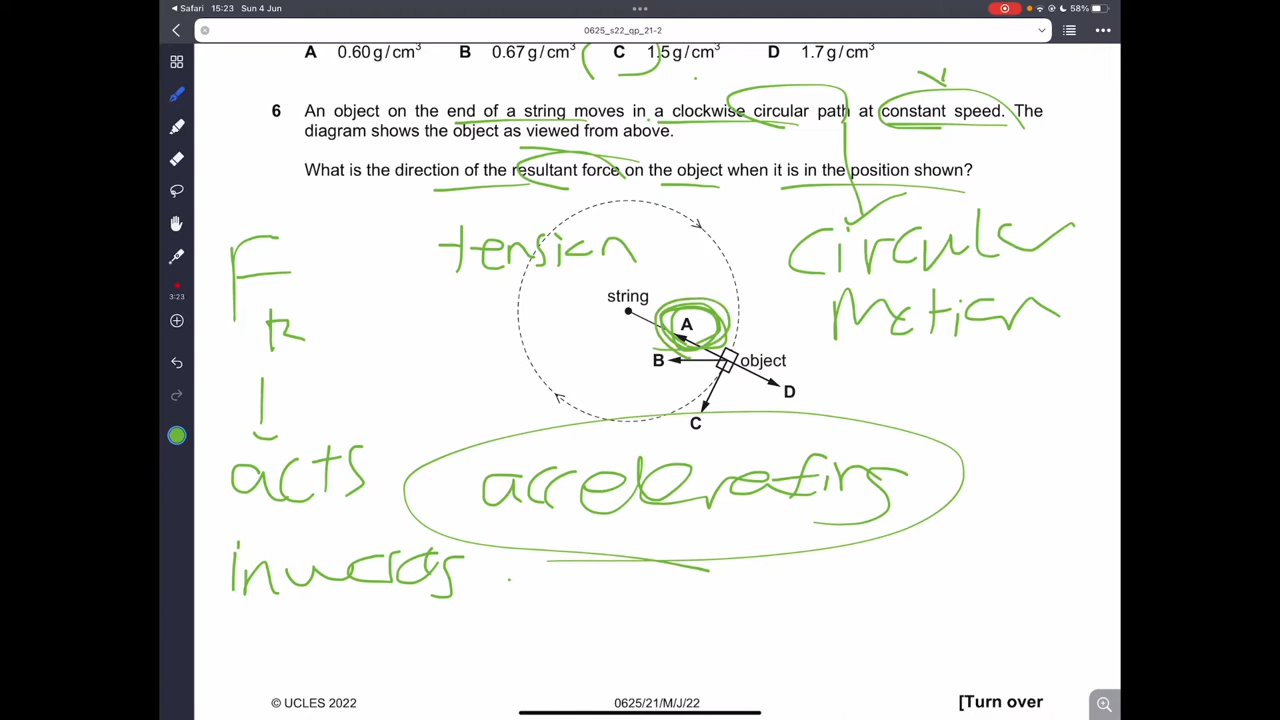 Safari 15:23 Sun 4 Jun
58%
0625_s22_qp_21-2
A 0.60 g/cm³ B 0.67 g/cm³ C 1.5 g/cm³ D 1.7 g/cm³
6 An object on the end of a string moves in a clockwise circular path at constant speed. The
diagram shows the object as viewed from above.
What is the direction of the resultant force on the object when it is in the position shown?
tension
circular
motion
F
R
acts
inwards
string
A
B
object
D
C
accelerating
3:23
© UCLES 2022
0625/21/M/J/22
[Turn over